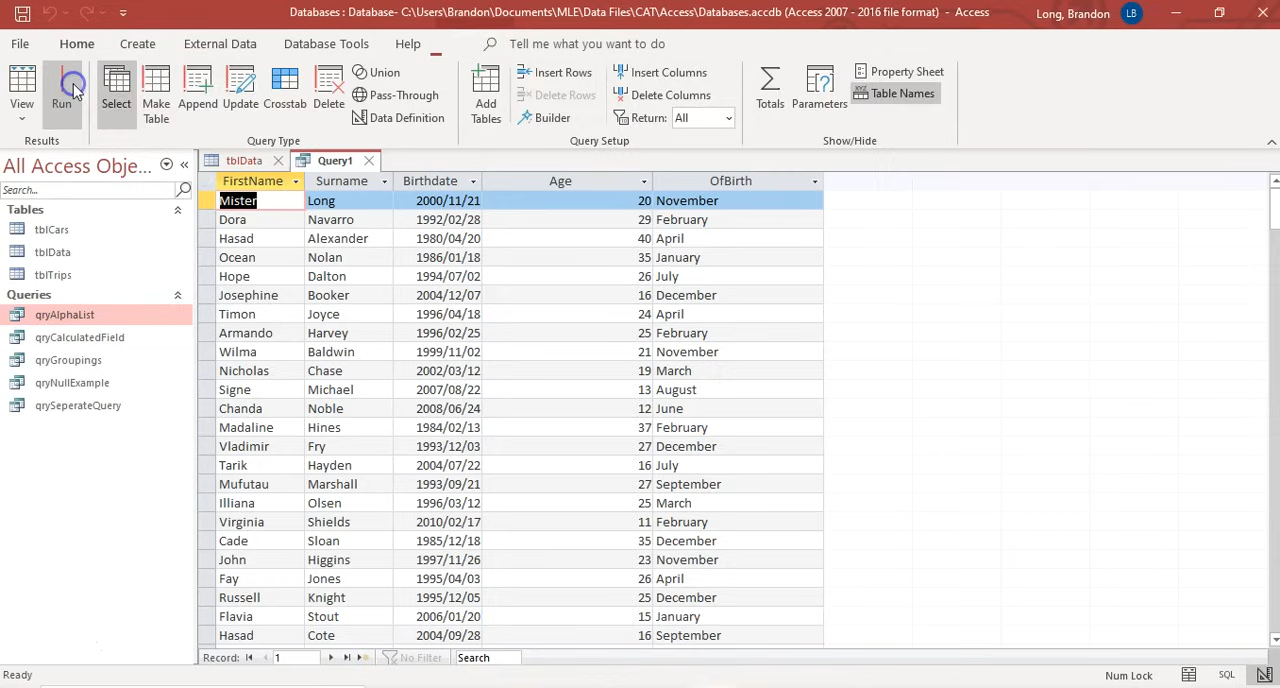 Databases : Database- C:\Users\Brandon\Documents\MLE\Data Files\CAT\Access\Databases.accdb (Access 2007 - 2016 file format) - Access
Long, Brandon
LB
File Home Create External Data Database Tools Help Tell me what you want to do
View Run Select Make Table Append Update Crosstab Delete
Union
Pass-Through
Data Definition
Add Tables
Insert Rows
Delete Rows
Builder
Insert Columns
Delete Columns
Return: All
Totals Parameters
Property Sheet
Table Names
Results Query Type Query Setup Show/Hide
All Access Obje...
Search...
Tables
tblCars
tblData
tblTrips
Queries
qryAlphaList
qryCalculatedField
qryGroupings
qryNullExample
qrySeperateQuery
tblData Query1
FirstName Surname Birthdate Age OfBirth
Mister Long 2000/11/21 20 November
Dora Navarro 1992/02/28 29 February
Hasad Alexander 1980/04/20 40 April
Ocean Nolan 1986/01/18 35 January
Hope Dalton 1994/07/02 26 July
Josephine Booker 2004/12/07 16 December
Timon Joyce 1996/04/18 24 April
Armando Harvey 1996/02/25 25 February
Wilma Baldwin 1999/11/02 21 November
Nicholas Chase 2002/03/12 19 March
Signe Michael 2007/08/22 13 August
Chanda Noble 2008/06/24 12 June
Madaline Hines 1984/02/13 37 February
Vladimir Fry 1993/12/03 27 December
Tarik Hayden 2004/07/22 16 July
Mufutau Marshall 1993/09/21 27 September
Illiana Olsen 1996/03/12 25 March
Virginia Shields 2010/02/17 11 February
Cade Sloan 1985/12/18 35 December
John Higgins 1997/11/26 23 November
Fay Jones 1995/04/03 26 April
Russell Knight 1995/12/05 25 December
Flavia Stout 2006/01/20 15 January
Hasad Cote 2004/09/28 16 September
Record: 1 No Filter Search
Ready
Num Lock
SQL